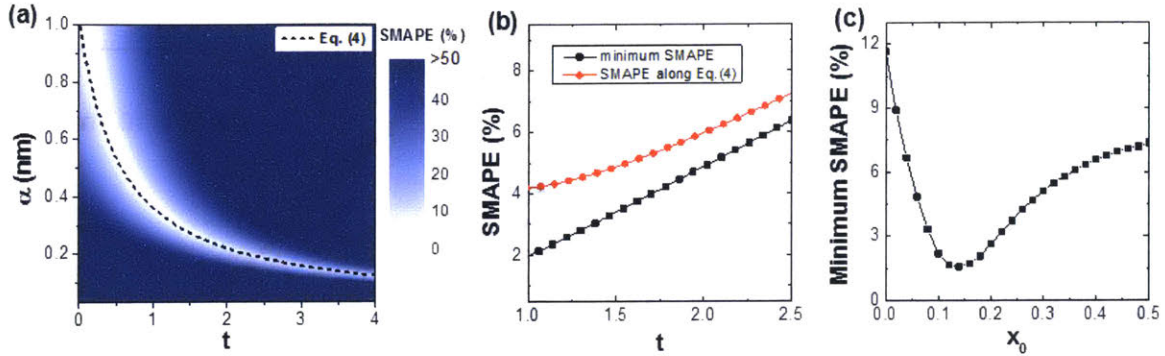 (a)
Eq. (4)
SMAPE (%)
>50
40
30
20
10
0
1.0
0.8
0.6
0.4
0.2
α (nm)
0 1 2 3 4
t
(b)
minimum SMAPE
SMAPE along Eq.(4)
8
6
4
2
SMAPE (%)
1.0 1.5 2.0 2.5
t
(c)
12
9
6
3
0
Minimum SMAPE (%)
0.0 0.1 0.2 0.3 0.4 0.5
x₀